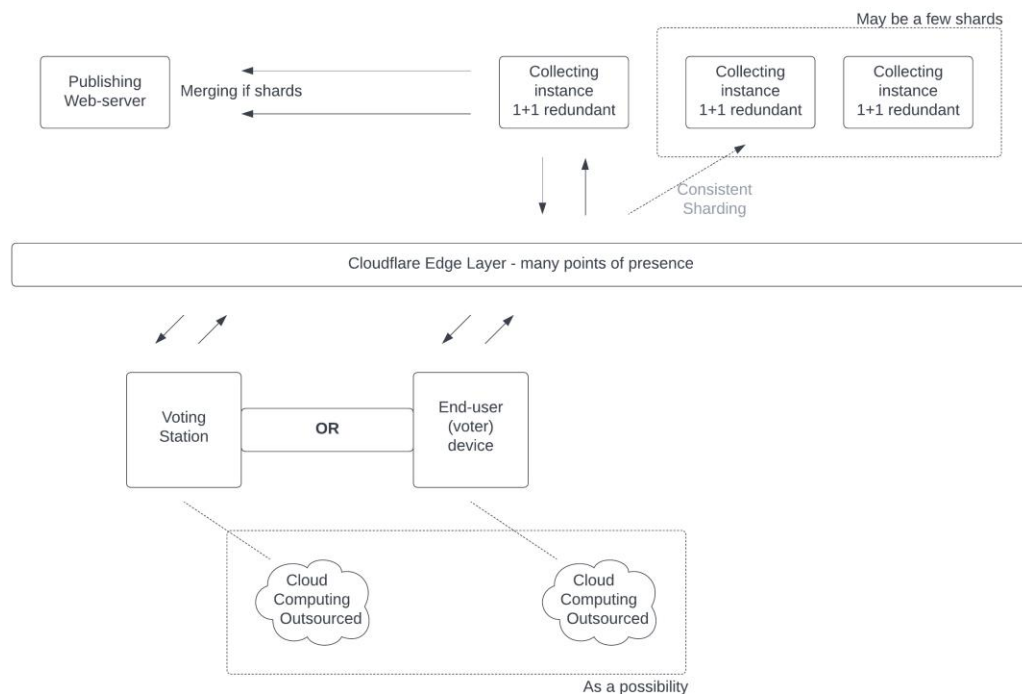 May be a few shards
Publishing
Web-server
Merging if shards
Collecting
instance
1+1 redundant
Collecting
instance
1+1 redundant
Collecting
instance
1+1 redundant
Consistent
Sharding
Cloudflare Edge Layer - many points of presence
Voting
Station
OR
End-user
(voter)
device
Cloud
Computing
Outsourced
Cloud
Computing
Outsourced
As a possibility